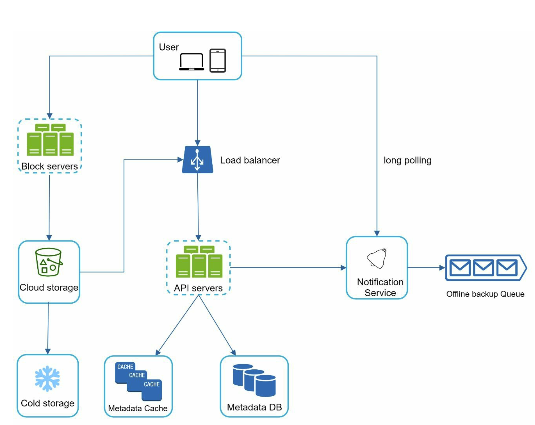 User
Block servers
Load balancer
long polling
Cloud storage
API servers
Notification
Service
Offline backup Queue
Cold storage
CACHE
CACHE
CACHE
Metadata Cache
Metadata DB